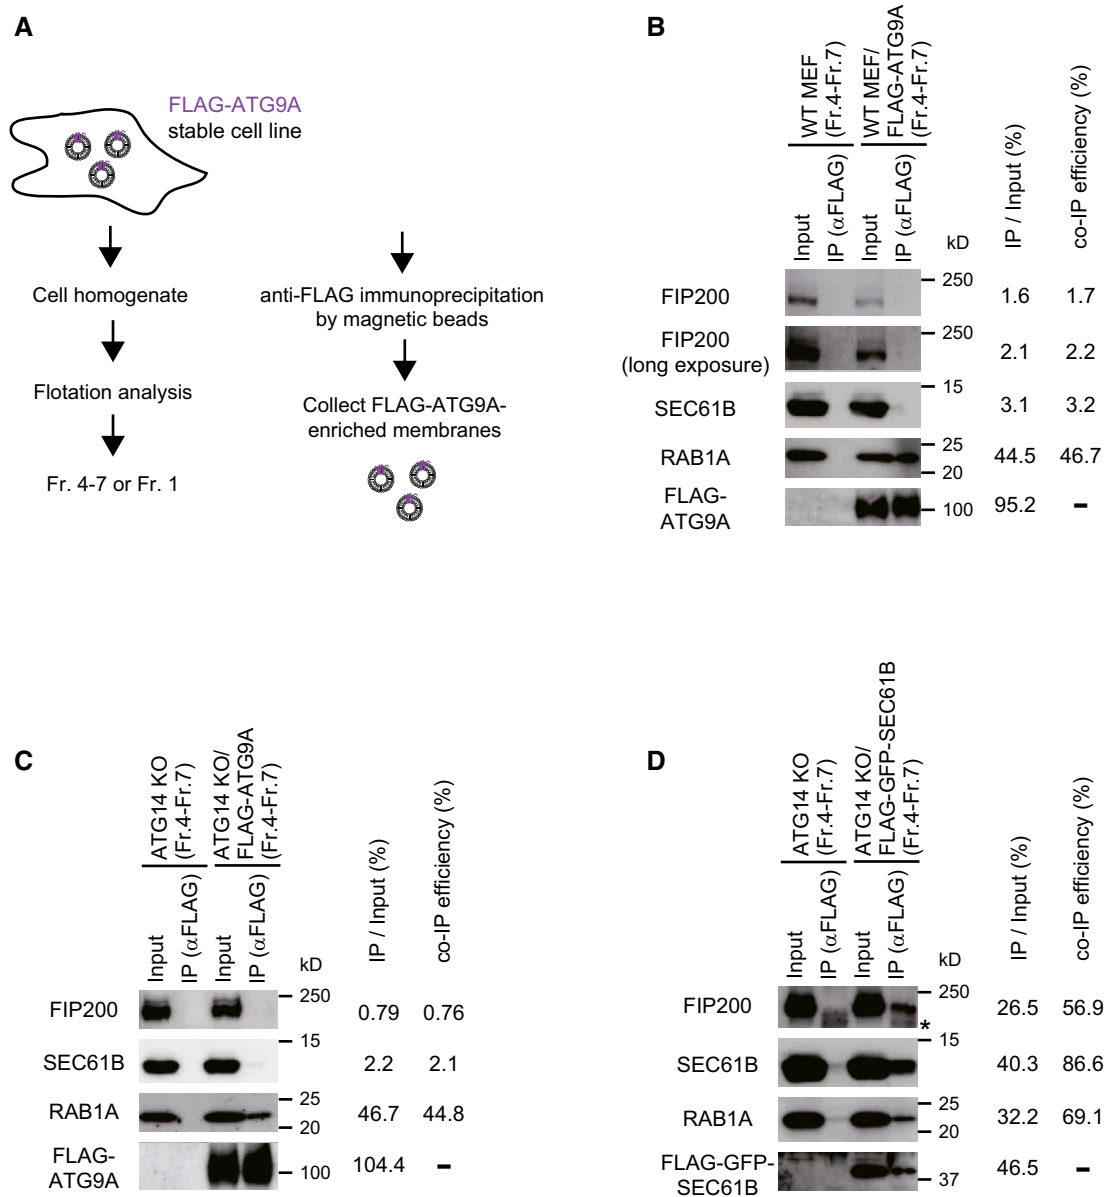 A
FLAG-ATG9A
stable cell line
Cell homogenate
Flotation analysis
Fr. 4-7 or Fr. 1
anti-FLAG immunoprecipitation
by magnetic beads
Collect FLAG-ATG9A-
enriched membranes
B
WT MEF
(Fr.4-Fr.7)
WT MEF/
FLAG-ATG9A
(Fr.4-Fr.7)
Input
IP (αFLAG)
Input
IP (αFLAG)
kD
IP / Input (%)
co-IP efficiency (%)
FIP200 250 1.6 1.7
FIP200
(long exposure) 250 2.1 2.2
SEC61B 15 3.1 3.2
RAB1A 25 20 44.5 46.7
FLAG-
ATG9A 100 95.2 -
C
ATG14 KO
(Fr.4-Fr.7)
ATG14 KO/
FLAG-ATG9A
(Fr.4-Fr.7)
Input
IP (αFLAG)
Input
IP (αFLAG)
kD
IP / Input (%)
co-IP efficiency (%)
FIP200 250 0.79 0.76
SEC61B 15 2.2 2.1
RAB1A 25 20 46.7 44.8
FLAG-
ATG9A 100 104.4 -
D
ATG14 KO
(Fr.4-Fr.7)
ATG14 KO/
FLAG-GFP-SEC61B
(Fr.4-Fr.7)
Input
IP (αFLAG)
Input
IP (αFLAG)
kD
IP / Input (%)
co-IP efficiency (%)
FIP200 250 * 26.5 56.9
SEC61B 15 40.3 86.6
RAB1A 25 20 32.2 69.1
FLAG-GFP-
SEC61B 37 46.5 -